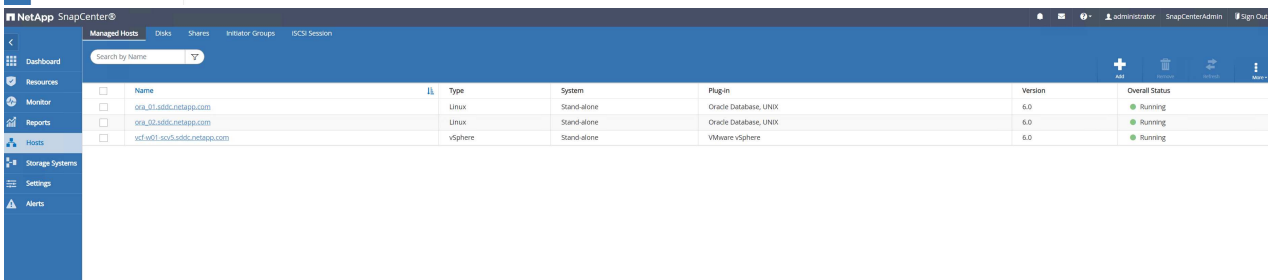 NetApp SnapCenter®
administrator SnapCenterAdmin Sign Out
Managed Hosts Disks Shares Initiator Groups iSCSI Session
Search by Name
Dashboard
Resources
Monitor
Reports
Hosts
Storage Systems
Settings
Alerts
Add Remove Refresh More
Name Type System Plug-in Version Overall Status
ora_01.sddc.netapp.com Linux Stand-alone Oracle Database, UNIX 6.0 Running
ora_02.sddc.netapp.com Linux Stand-alone Oracle Database, UNIX 6.0 Running
vcf-w01-scv5.sddc.netapp.com vSphere Stand-alone VMware vSphere 6.0 Running